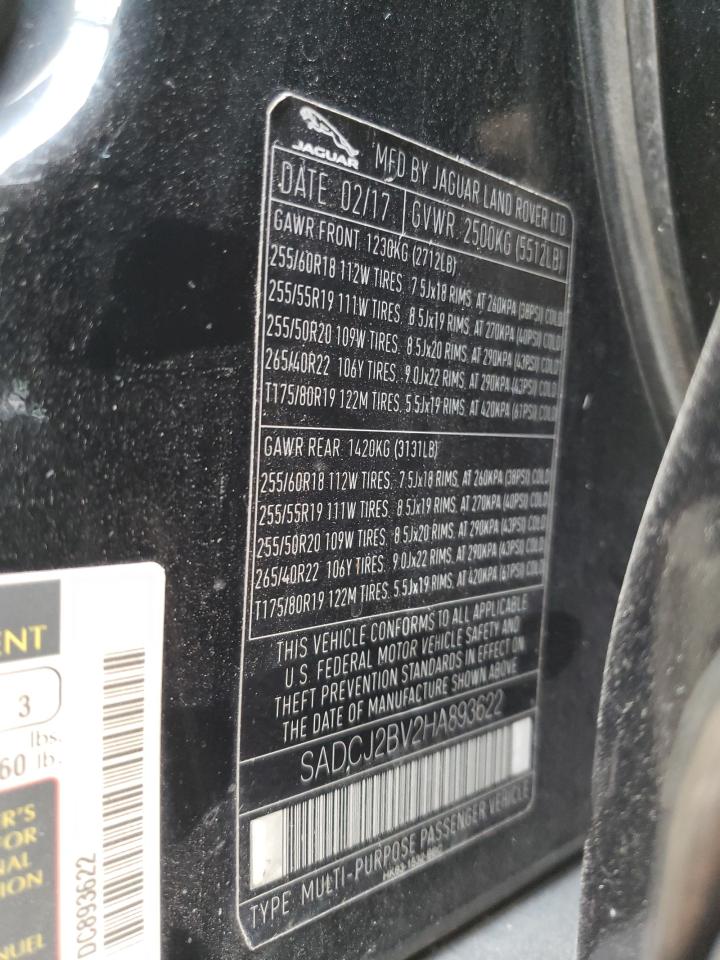 JAGUAR
MFD BY JAGUAR LAND ROVER LTD
DATE 02/17 GVWR 2500KG (5512LB)
GAWR FRONT 1230KG (2712LB)
255/60R18 112W TIRES, 7.5Jx18 RIMS, AT 260KPA (38PSI) COLD
255/55R19 111W TIRES, 8.5Jx19 RIMS, AT 270KPA (40PSI) COLD
255/50R20 109W TIRES, 8.5Jx20 RIMS, AT 290KPA (43PSI) COLD
265/40R22 106Y TIRES, 9.0Jx22 RIMS, AT 290KPA (43PSI) COLD
T175/80R19 122M TIRES, 5.5Jx19 RIMS, AT 420KPA (61PSI) COLD
GAWR REAR 1420KG (3131LB)
255/60R18 112W TIRES, 7.5Jx18 RIMS, AT 260KPA (38PSI) COLD
255/55R19 111W TIRES, 8.5Jx19 RIMS, AT 270KPA (40PSI) COLD
255/50R20 109W TIRES, 8.5Jx20 RIMS, AT 290KPA (43PSI) COLD
265/40R22 106Y TIRES, 9.0Jx22 RIMS, AT 290KPA (43PSI) COLD
T175/80R19 122M TIRES, 5.5Jx19 RIMS, AT 420KPA (61PSI) COLD
THIS VEHICLE CONFORMS TO ALL APPLICABLE
U.S. FEDERAL MOTOR VEHICLE SAFETY AND
THEFT PREVENTION STANDARDS IN EFFECT ON
THE DATE OF MANUFACTURE SHOWN ABOVE
SADCJ2BV2HA893622
TYPE MULTI-PURPOSE PASSENGER VEHICLE
ENT
3
lbs.
60 lb.
ER'S
FOR
NAL
TION
NUEL
DC893622